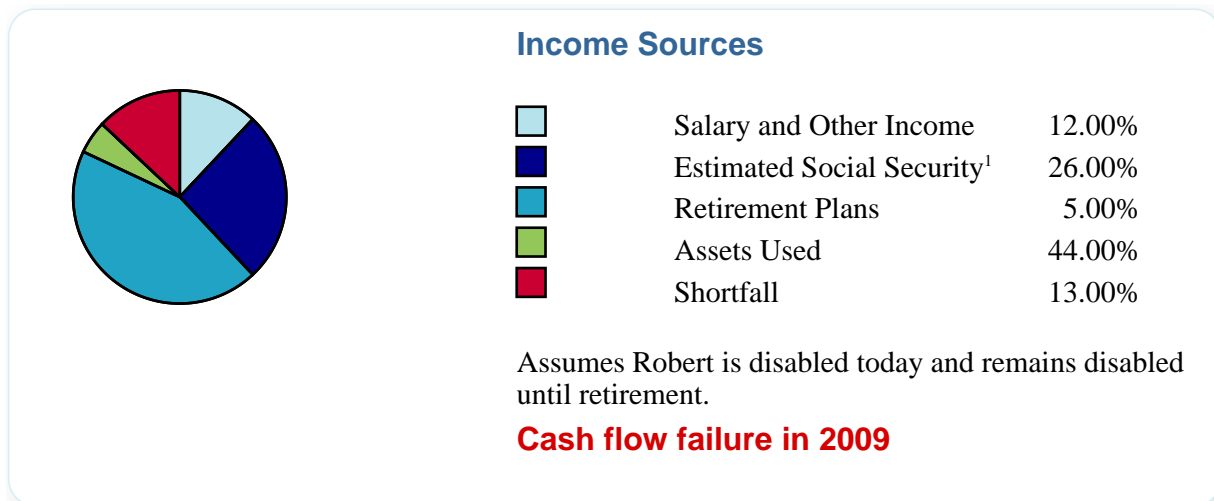 Income Sources
Salary and Other Income 12.00%
Estimated Social Security¹ 26.00%
Retirement Plans 5.00%
Assets Used 44.00%
Shortfall 13.00%
Assumes Robert is disabled today and remains disabled
until retirement.
Cash flow failure in 2009